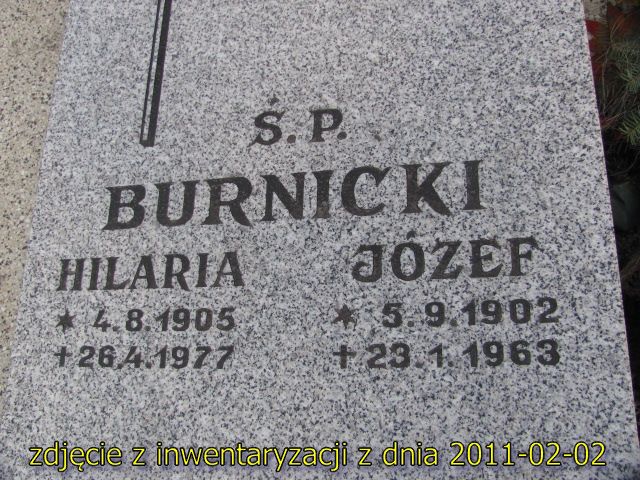 Ś.P.
BURNICKI
HILARIA JÓZEF
* 4.8.1905 * 5.9.1902
+26.4.1977 +23.1.1963
zdjęcie z inwentaryzacji z dnia 2011-02-02